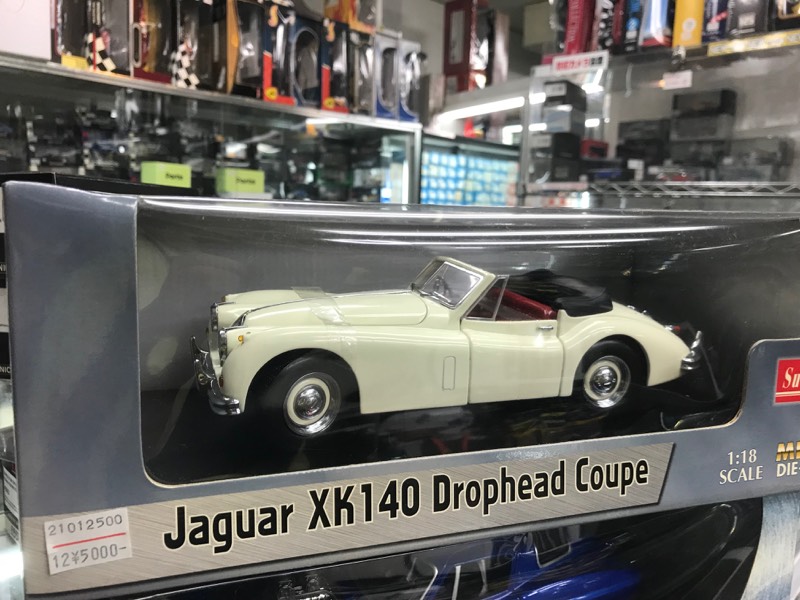 Jaguar XK140 Drophead Coupe
1:18
SCALE
21012500
12¥5000-